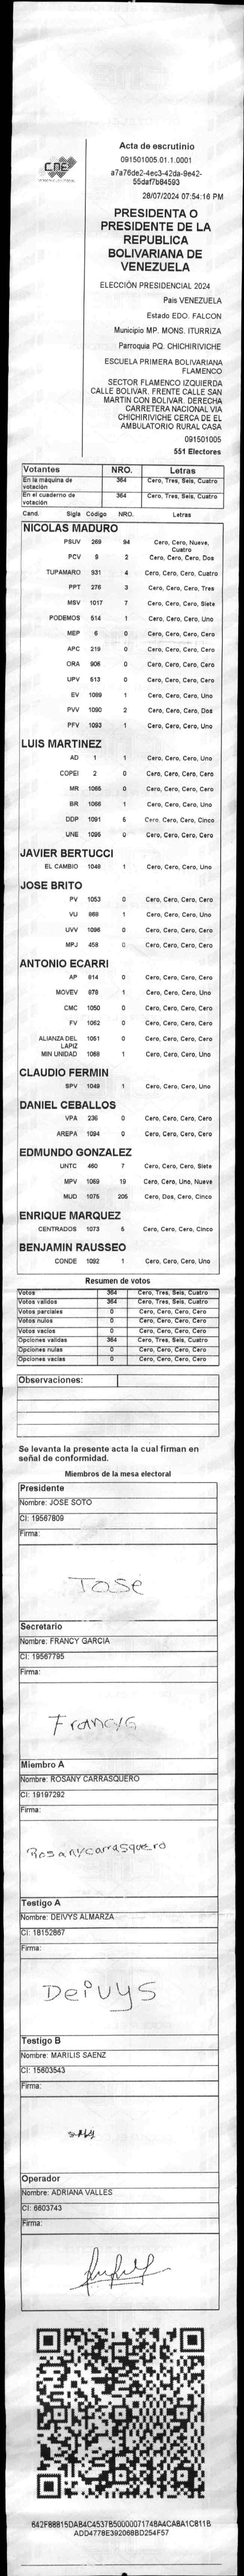 CNE
Acta de escrutinio
091501005.01.1.0001
a7a76de2-4ec3-42da-9e42-
55daf7b84593
28/07/2024 07:54:16 PM
PRESIDENTA O
PRESIDENTE DE LA
REPUBLICA
BOLIVARIANA DE
VENEZUELA
ELECCIÓN PRESIDENCIAL 2024
País VENEZUELA
Estado EDO. FALCON
Municipio MP. MONS. ITURRIZA
Parroquia PQ. CHICHIRIVICHE
ESCUELA PRIMERA BOLIVARIANA
FLAMENCO
SECTOR FLAMENCO IZQUIERDA
CALLE BOLIVAR. FRENTE CALLE SAN
MARTIN CON BOLIVAR. DERECHA
CARRETERA NACIONAL VIA
CHICHIRIVICHE CERCA DE EL
AMBULATORIO RURAL CASA
091501005
551 Electores
Votantes NRO. Letras
En la máquina de votación 364 Cero, Tres, Seis, Cuatro
En el cuaderno de votación 364 Cero, Tres, Seis, Cuatro
Cand. Sigla Código NRO. Letras
NICOLAS MADURO
PSUV 269 94 Cero, Cero, Nueve, Cuatro
PCV 9 2 Cero, Cero, Cero, Dos
TUPAMARO 931 4 Cero, Cero, Cero, Cuatro
PPT 276 3 Cero, Cero, Cero, Tres
MSV 1017 7 Cero, Cero, Cero, Siete
PODEMOS 514 1 Cero, Cero, Cero, Uno
MEP 6 0 Cero, Cero, Cero, Cero
APC 219 0 Cero, Cero, Cero, Cero
ORA 906 0 Cero, Cero, Cero, Cero
UPV 513 0 Cero, Cero, Cero, Cero
EV 1089 1 Cero, Cero, Cero, Uno
PVV 1090 2 Cero, Cero, Cero, Dos
PFV 1093 1 Cero, Cero, Cero, Uno
LUIS MARTINEZ
AD 1 1 Cero, Cero, Cero, Uno
COPEI 2 0 Cero, Cero, Cero, Cero
MR 1065 0 Cero, Cero, Cero, Cero
BR 1066 1 Cero, Cero, Cero, Uno
DDP 1091 5 Cero, Cero, Cero, Cinco
UNE 1095 0 Cero, Cero, Cero, Cero
JAVIER BERTUCCI
EL CAMBIO 1048 1 Cero, Cero, Cero, Uno
JOSE BRITO
PV 1053 0 Cero, Cero, Cero, Cero
VU 869 1 Cero, Cero, Cero, Uno
UVV 1096 0 Cero, Cero, Cero, Cero
MPJ 458 0 Cero, Cero, Cero, Cero
ANTONIO ECARRI
AP 814 0 Cero, Cero, Cero, Cero
MOVEV 878 1 Cero, Cero, Cero, Uno
CMC 1050 0 Cero, Cero, Cero, Cero
FV 1062 0 Cero, Cero, Cero, Cero
ALIANZA DEL LAPIZ 1051 0 Cero, Cero, Cero, Cero
MIN UNIDAD 1068 1 Cero, Cero, Cero, Uno
CLAUDIO FERMIN
SPV 1049 1 Cero, Cero, Cero, Uno
DANIEL CEBALLOS
VPA 236 0 Cero, Cero, Cero, Cero
AREPA 1094 0 Cero, Cero, Cero, Cero
EDMUNDO GONZALEZ
UNTC 460 7 Cero, Cero, Cero, Siete
MPV 1069 19 Cero, Cero, Uno, Nueve
MUD 1075 205 Cero, Dos, Cero, Cinco
ENRIQUE MARQUEZ
CENTRADOS 1073 5 Cero, Cero, Cero, Cinco
BENJAMIN RAUSSEO
CONDE 1092 1 Cero, Cero, Cero, Uno
Resumen de votos
Votos 364 Cero, Tres, Seis, Cuatro
Votos validos 364 Cero, Tres, Seis, Cuatro
Votos parciales 0 Cero, Cero, Cero, Cero
Votos nulos 0 Cero, Cero, Cero, Cero
Votos vacios 0 Cero, Cero, Cero, Cero
Opciones validas 364 Cero, Tres, Seis, Cuatro
Opciones nulas 0 Cero, Cero, Cero, Cero
Opciones vacias 0 Cero, Cero, Cero, Cero
Observaciones:
Se levanta la presente acta la cual firman en
señal de conformidad.
Miembros de la mesa electoral
Presidente
Nombre: JOSE SOTO
CI: 19567809
Firma:
Jose
Secretario
Nombre: FRANCY GARCIA
CI: 19567795
Firma:
FrancyG
Miembro A
Nombre: ROSANY CARRASQUERO
CI: 19197292
Firma:
Rosanycarrasquero
Testigo A
Nombre: DEIVYS ALMARZA
CI: 18152867
Firma:
Deivys
Testigo B
Nombre: MARILIS SAENZ
CI: 15603543
Firma:
Operador
Nombre: ADRIANA VALLES
CI: 6603743
Firma:
642F88815DAB4C4537B50000071748A4CA8A1C811B
ADD4778E392068BD254F57